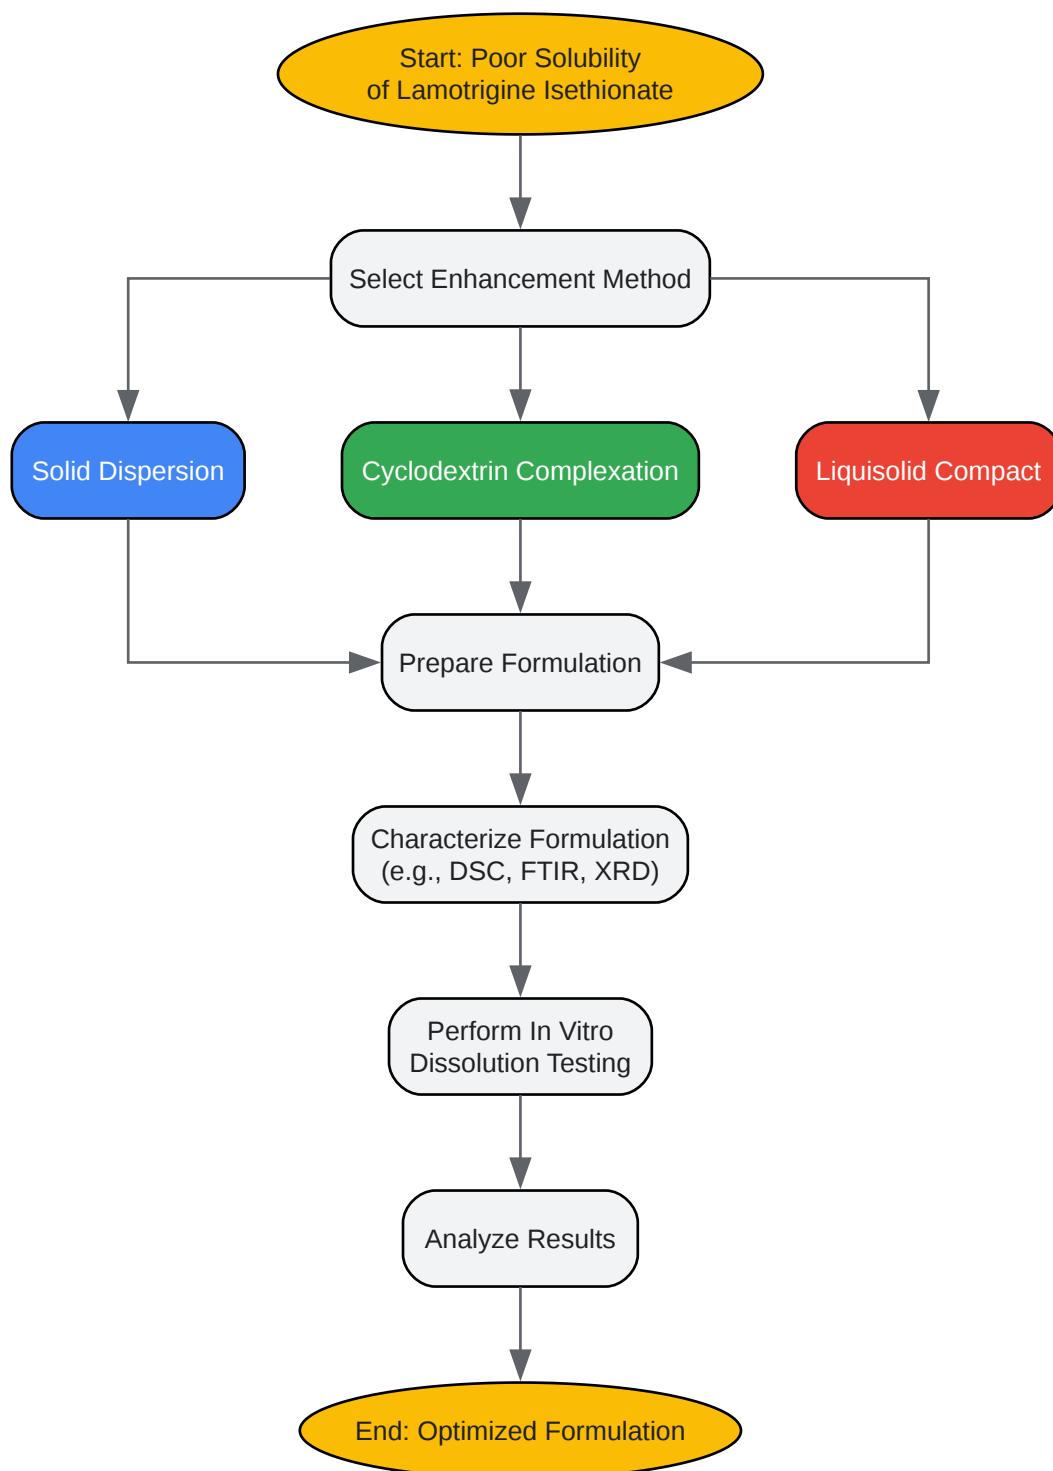 Start: Poor Solubility
of Lamotrigine Isethionate
Select Enhancement Method
Solid Dispersion
Cyclodextrin Complexation
Liquisolid Compact
Prepare Formulation
Characterize Formulation
(e.g., DSC, FTIR, XRD)
Perform In Vitro
Dissolution Testing
Analyze Results
End: Optimized Formulation